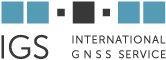 IGS
INTERNATIONAL
GNSS SERVICE